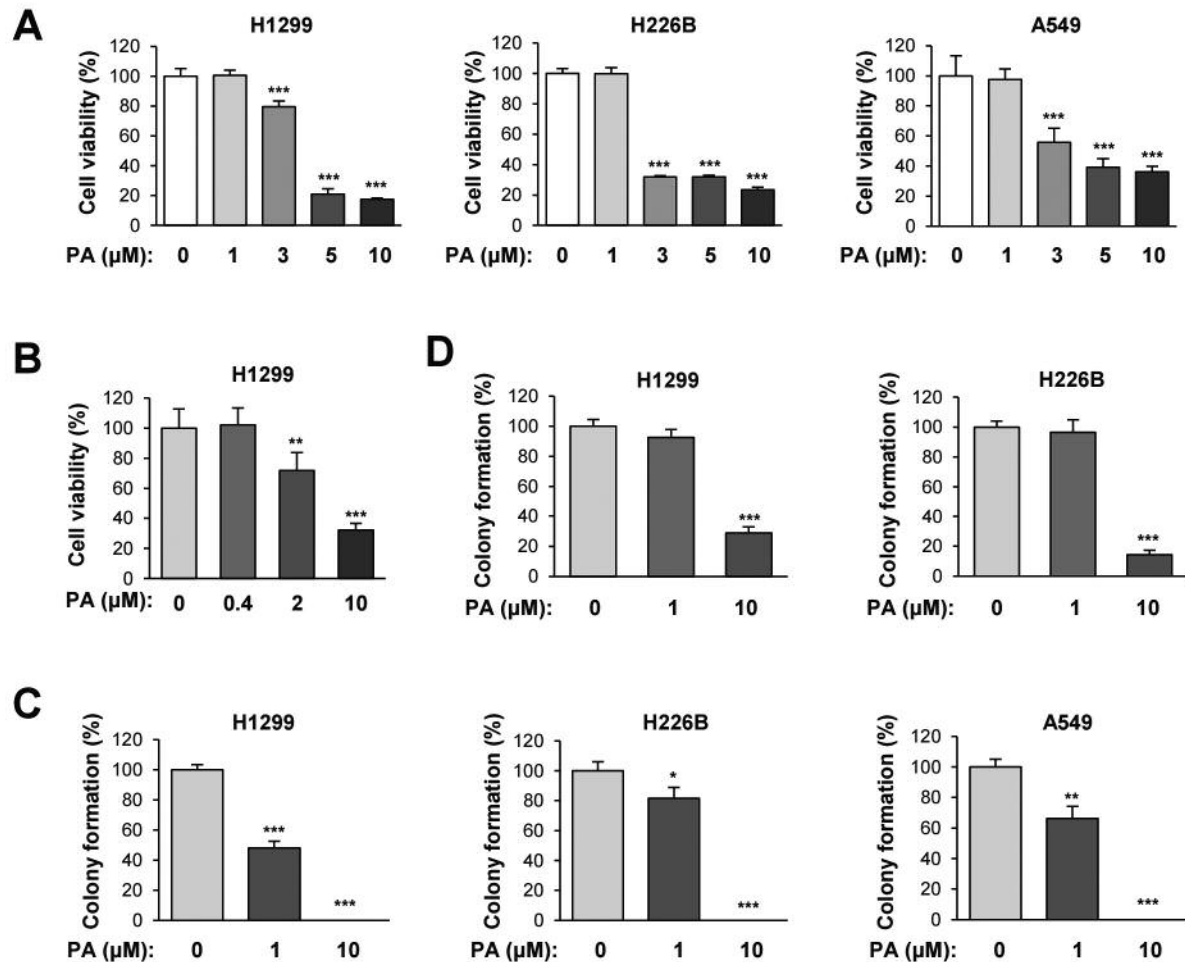 A
H1299
Cell viability (%)
120
100
80
60
40
20
0
***
***
***
PA (µM): 0 1 3 5 10
H226B
Cell viability (%)
120
100
80
60
40
20
0
***
***
***
PA (µM): 0 1 3 5 10
A549
Cell viability (%)
120
100
80
60
40
20
0
***
***
***
PA (µM): 0 1 3 5 10
B
H1299
Cell viability (%)
120
100
80
60
40
20
0
**
***
PA (µM): 0 0.4 2 10
D
H1299
Colony formation (%)
120
100
80
60
40
20
0
***
PA (µM): 0 1 10
H226B
Colony formation (%)
120
100
80
60
40
20
0
***
PA (µM): 0 1 10
C
H1299
Colony formation (%)
120
100
80
60
40
20
0
***
***
PA (µM): 0 1 10
H226B
Colony formation (%)
120
100
80
60
40
20
0
*
***
PA (µM): 0 1 10
A549
Colony formation (%)
120
100
80
60
40
20
0
**
***
PA (µM): 0 1 10